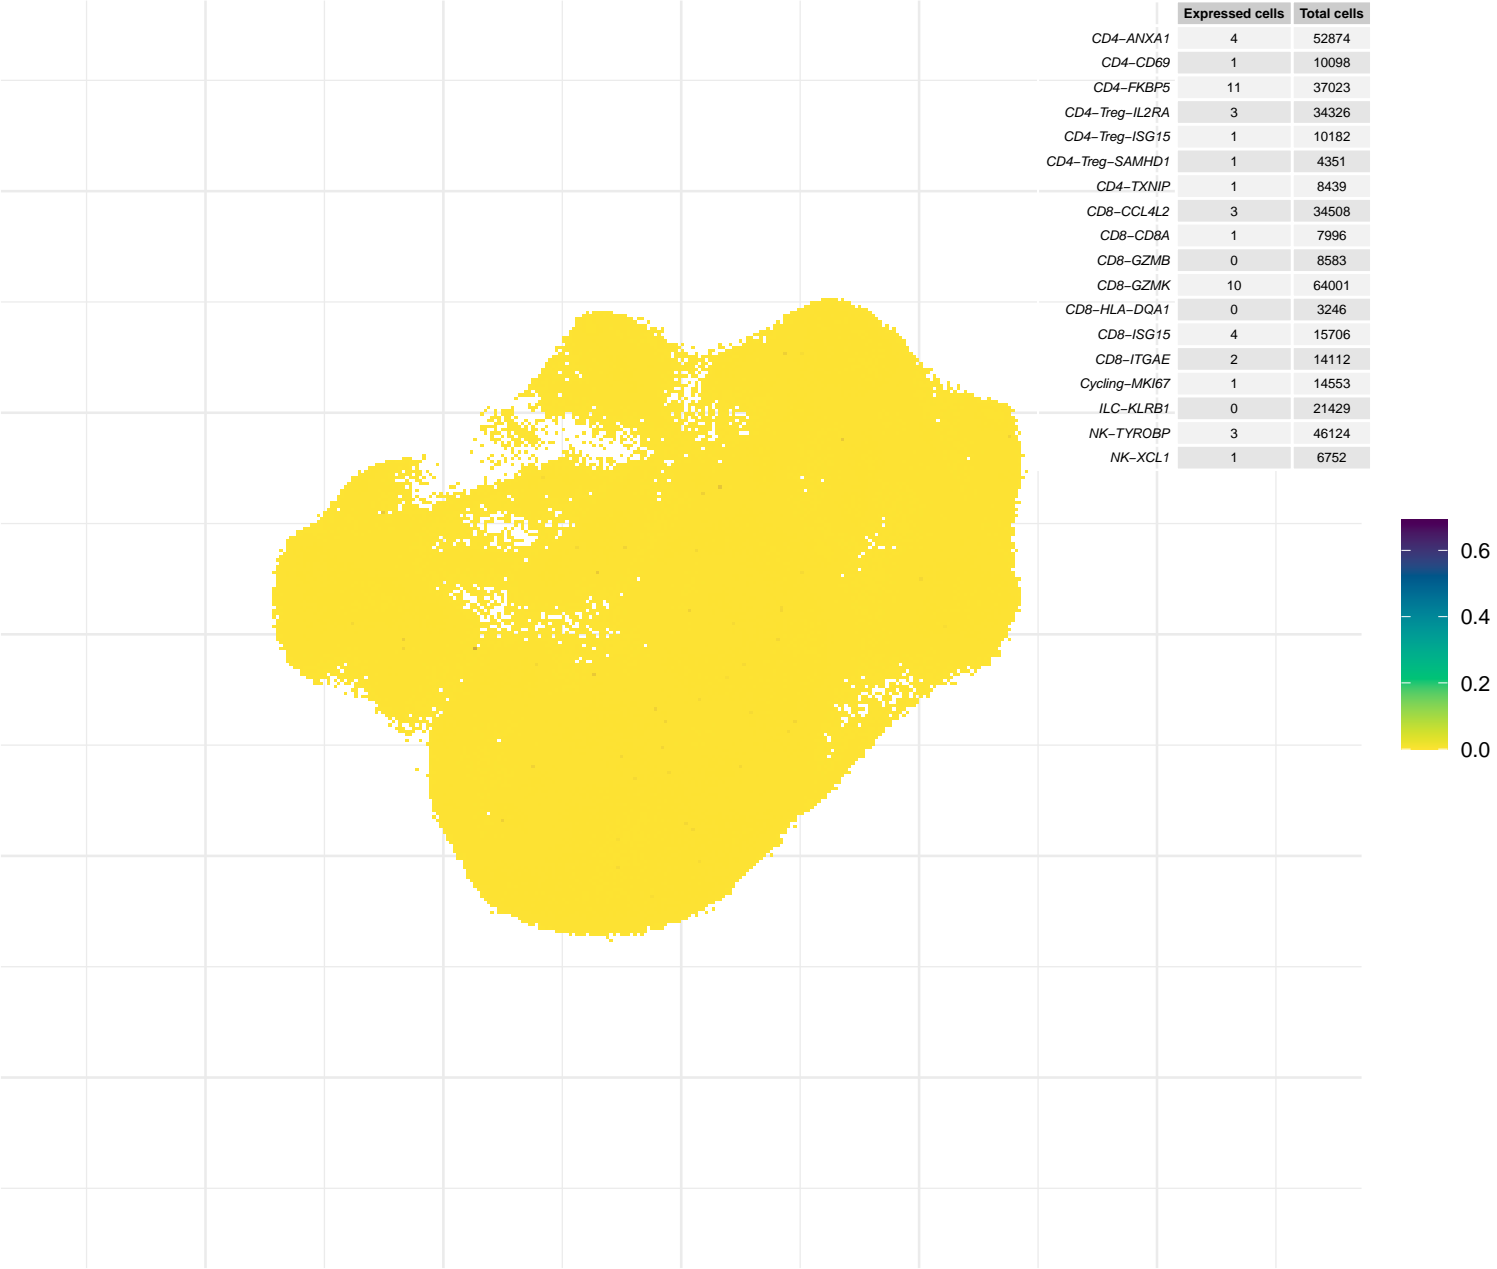 Expressed cells Total cells
CD4−ANXA1 4 52874
CD4−CD69 1 10098
CD4−FKBP5 11 37023
CD4−Treg−IL2RA 3 34326
CD4−Treg−ISG15 1 10182
CD4−Treg−SAMHD1 1 4351
CD4−TXNIP 1 8439
CD8−CCL4L2 3 34508
CD8−CD8A 1 7996
CD8−GZMB 0 8583
CD8−GZMK 10 64001
CD8−HLA−DQA1 0 3246
CD8−ISG15 4 15706
CD8−ITGAE 2 14112
Cycling−MKI67 1 14553
ILC−KLRB1 0 21429
NK−TYROBP 3 46124
NK−XCL1 1 6752
0.6
0.4
0.2
0.0